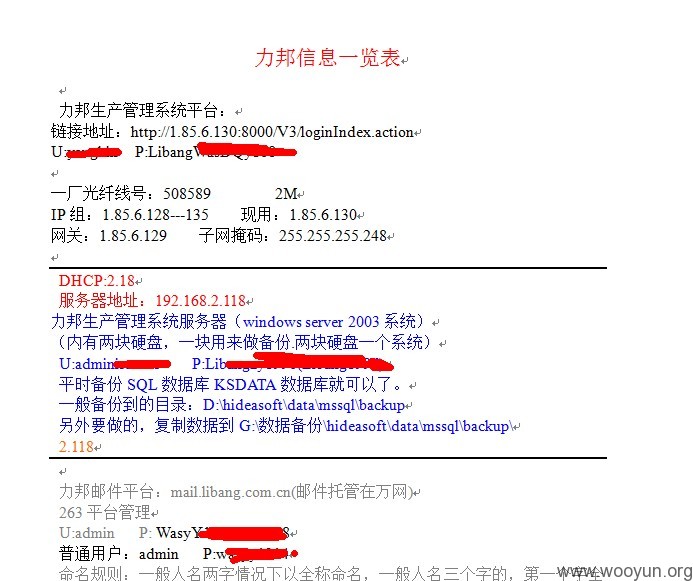 力邦信息一览表
力邦生产管理系统平台：
链接地址：http://1.85.6.130:8000/V3/loginIndex.action
U: P:Libang
一厂光纤线号：508589 2M
IP 组：1.85.6.128---135 现用：1.85.6.130
网关：1.85.6.129 子网掩码：255.255.255.248
DHCP:2.18
服务器地址：192.168.2.118
力邦生产管理系统服务器（windows server 2003 系统）
（内有两块硬盘，一块用来做备份.两块硬盘一个系统）
U:admin P:Lib
平时备份 SQL 数据库 KSDATA 数据库就可以了。
一般备份到的目录：D:\hideasoft\data\mssql\backup
另外要做的，复制数据到 G:\数据备份\hideasoft\data\mssql\backup\
2.118
力邦邮件平台：mail.libang.com.cn(邮件托管在万网)
263 平台管理
U:admin P: WasyY
普通用户：admin P:wa
命名规则：一般人名两字情况下以全称命名，一般人名三个字的，第一
www.wooyun.org